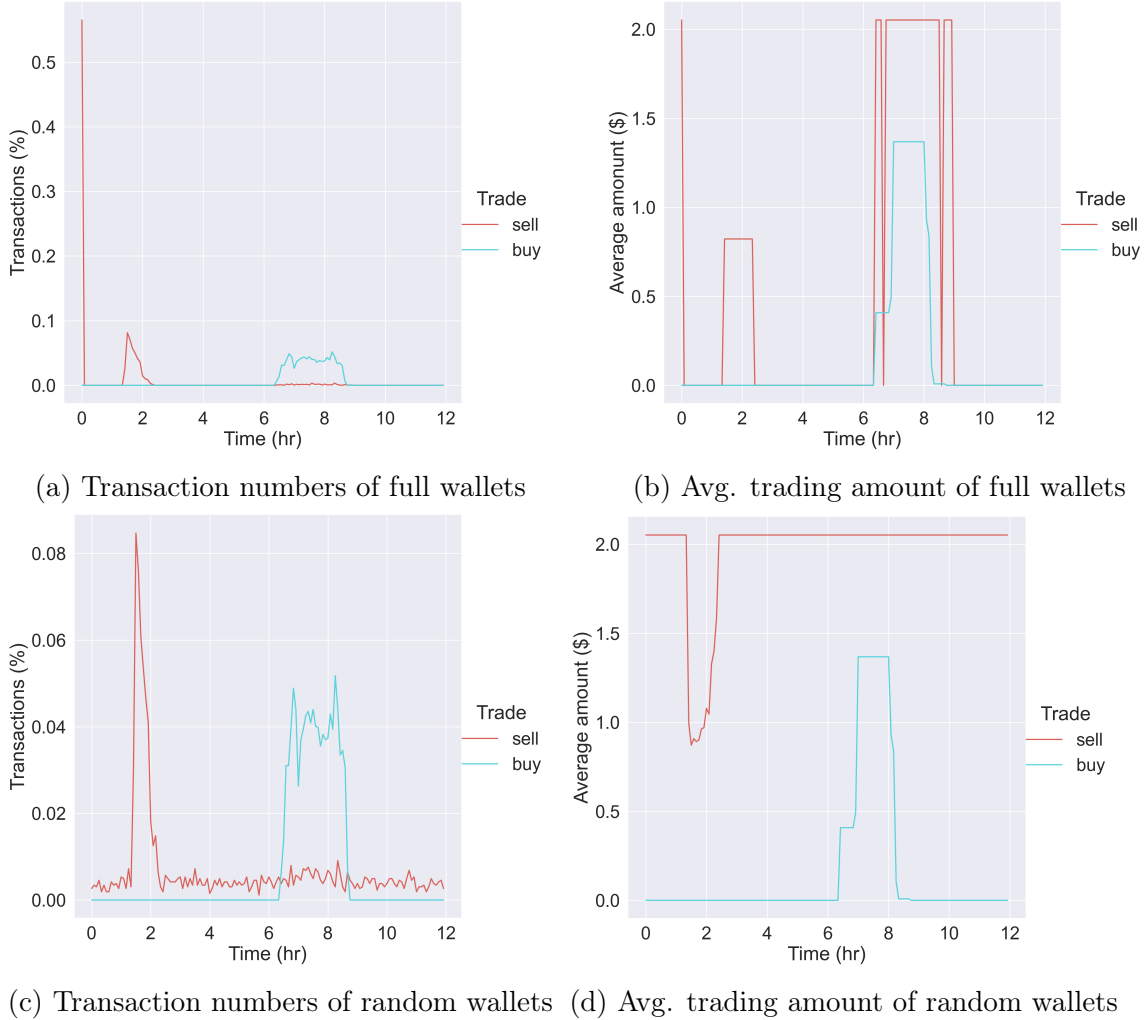 Transactions (%)
0.5
0.4
0.3
0.2
0.1
0.0
0 2 4 6 8 10 12
Time (hr)
Trade
sell
buy
(a) Transaction numbers of full wallets
Average amonunt ($)
2.0
1.5
1.0
0.5
0.0
0 2 4 6 8 10 12
Time (hr)
Trade
sell
buy
(b) Avg. trading amount of full wallets
Transactions (%)
0.08
0.06
0.04
0.02
0.00
0 2 4 6 8 10 12
Time (hr)
Trade
sell
buy
(c) Transaction numbers of random wallets
Average amount ($)
2.0
1.5
1.0
0.5
0.0
0 2 4 6 8 10 12
Time (hr)
Trade
sell
buy
(d) Avg. trading amount of random wallets